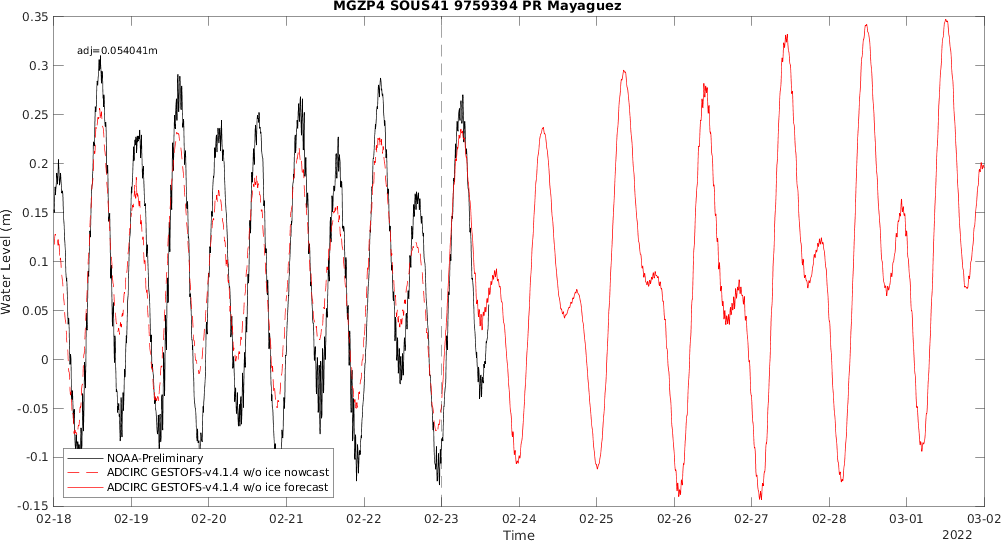 MGZP4 SOUS41 9759394 PR Mayaguez
adj=0.054041m
0.35
0.3
0.25
0.2
0.15
0.1
0.05
0
-0.05
-0.1
-0.15
Water Level (m)
NOAA-Preliminary
ADCIRC GESTOFS-v4.1.4 w/o ice nowcast
ADCIRC GESTOFS-v4.1.4 w/o ice forecast
02-18 02-19 02-20 02-21 02-22 02-23 02-24 02-25 02-26 02-27 02-28 03-01 03-02
Time
2022